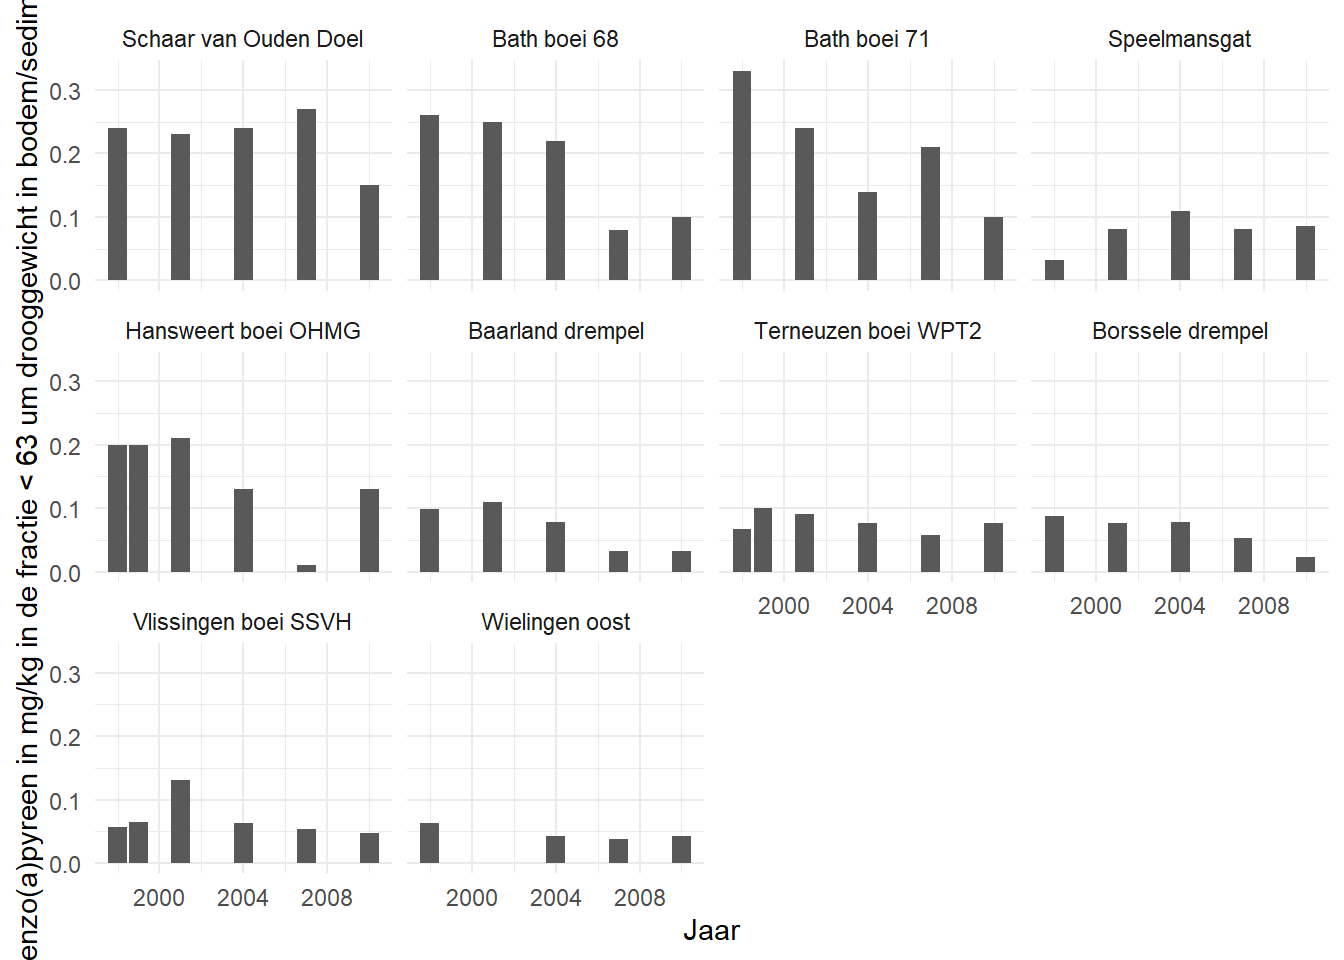 enzo(a)pyreen in mg/kg in de fractie < 63 um drooggewicht in bodem/sedim
Schaar van Ouden Doel
Bath boei 68
Bath boei 71
Speelmansgat
0.3
0.2
0.1
0.0
Hansweert boei OHMG
Baarland drempel
Terneuzen boei WPT2
Borssele drempel
0.3
0.2
0.1
0.0
2000 2004 2008
2000 2004 2008
Vlissingen boei SSVH
Wielingen oost
0.3
0.2
0.1
0.0
2000 2004 2008
2000 2004 2008
Jaar